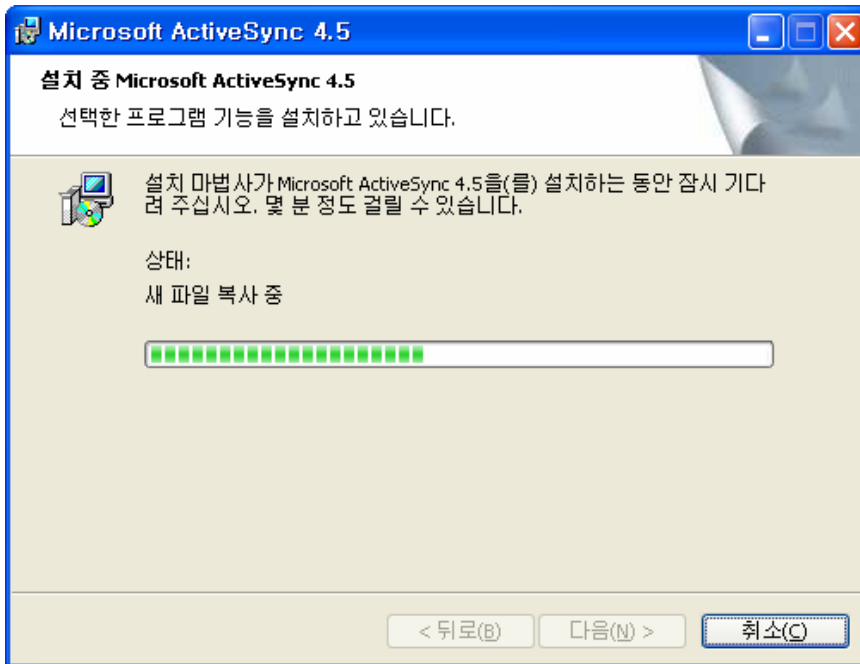 Microsoft ActiveSync 4.5
설치 중 Microsoft ActiveSync 4.5
선택한 프로그램 기능을 설치하고 있습니다.
설치 마법사가 Microsoft ActiveSync 4.5을(를) 설치하는 동안 잠시 기다
려 주십시오. 몇 분 정도 걸릴 수 있습니다.
상태:
새 파일 복사 중
< 뒤로(B) 다음(N) > 취소(C)